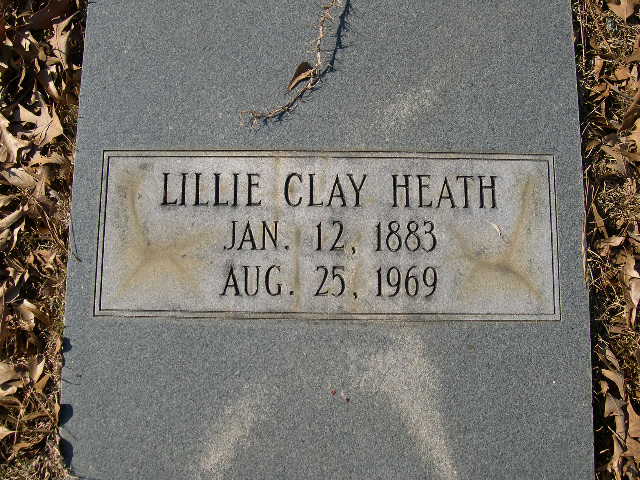 LILLIE CLAY HEATH
JAN. 12, 1883
AUG. 25, 1969